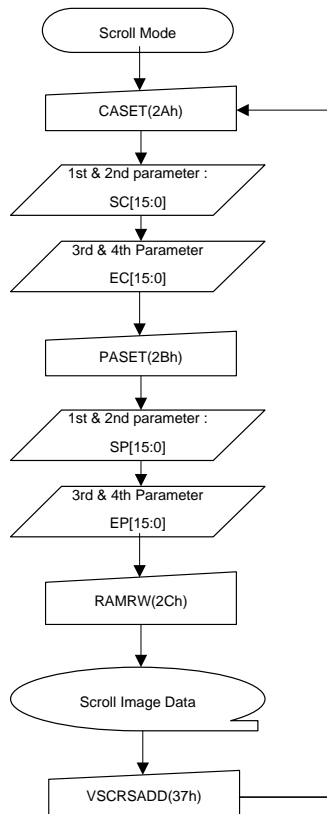 Scroll Mode
CASET(2Ah)
1st & 2nd parameter :
SC[15:0]
3rd & 4th Parameter
EC[15:0]
PASET(2Bh)
1st & 2nd parameter :
SP[15:0]
3rd & 4th Parameter
EP[15:0]
RAMRW(2Ch)
Scroll Image Data
VSCRSADD(37h)